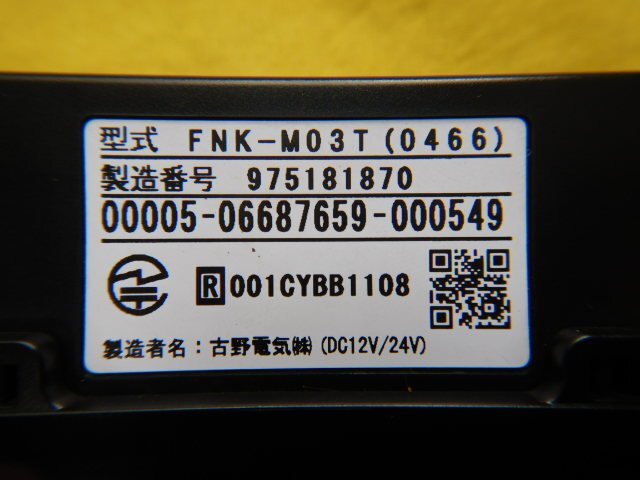 型式 FNK-M03T(0466)
製造番号 975181870
00005-06687659-000549
R 001CYBB1108
製造者名：古野電気㈱(DC12V/24V)